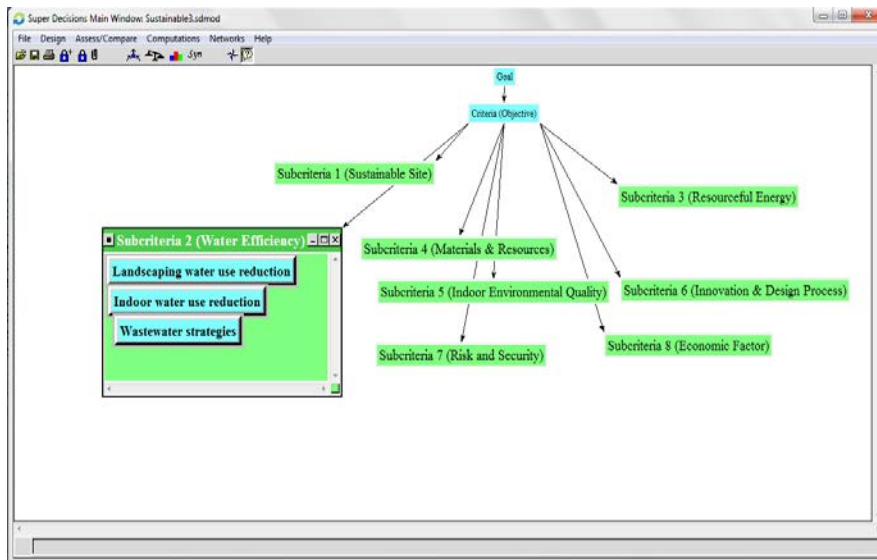 Super Decisions Main Window: Sustainable3.sdmod
File Design Assess/Compare Computations Networks Help
Syn
Goal
Criteria (Objective)
Subcriteria 1 (Sustainable Site)
Subcriteria 3 (Resourceful Energy)
Subcriteria 2 (Water Efficiency)
Landscaping water use reduction
Indoor water use reduction
Wastewater strategies
Subcriteria 4 (Materials & Resources)
Subcriteria 5 (Indoor Environmental Quality)
Subcriteria 6 (Innovation & Design Process)
Subcriteria 7 (Risk and Security)
Subcriteria 8 (Economic Factor)